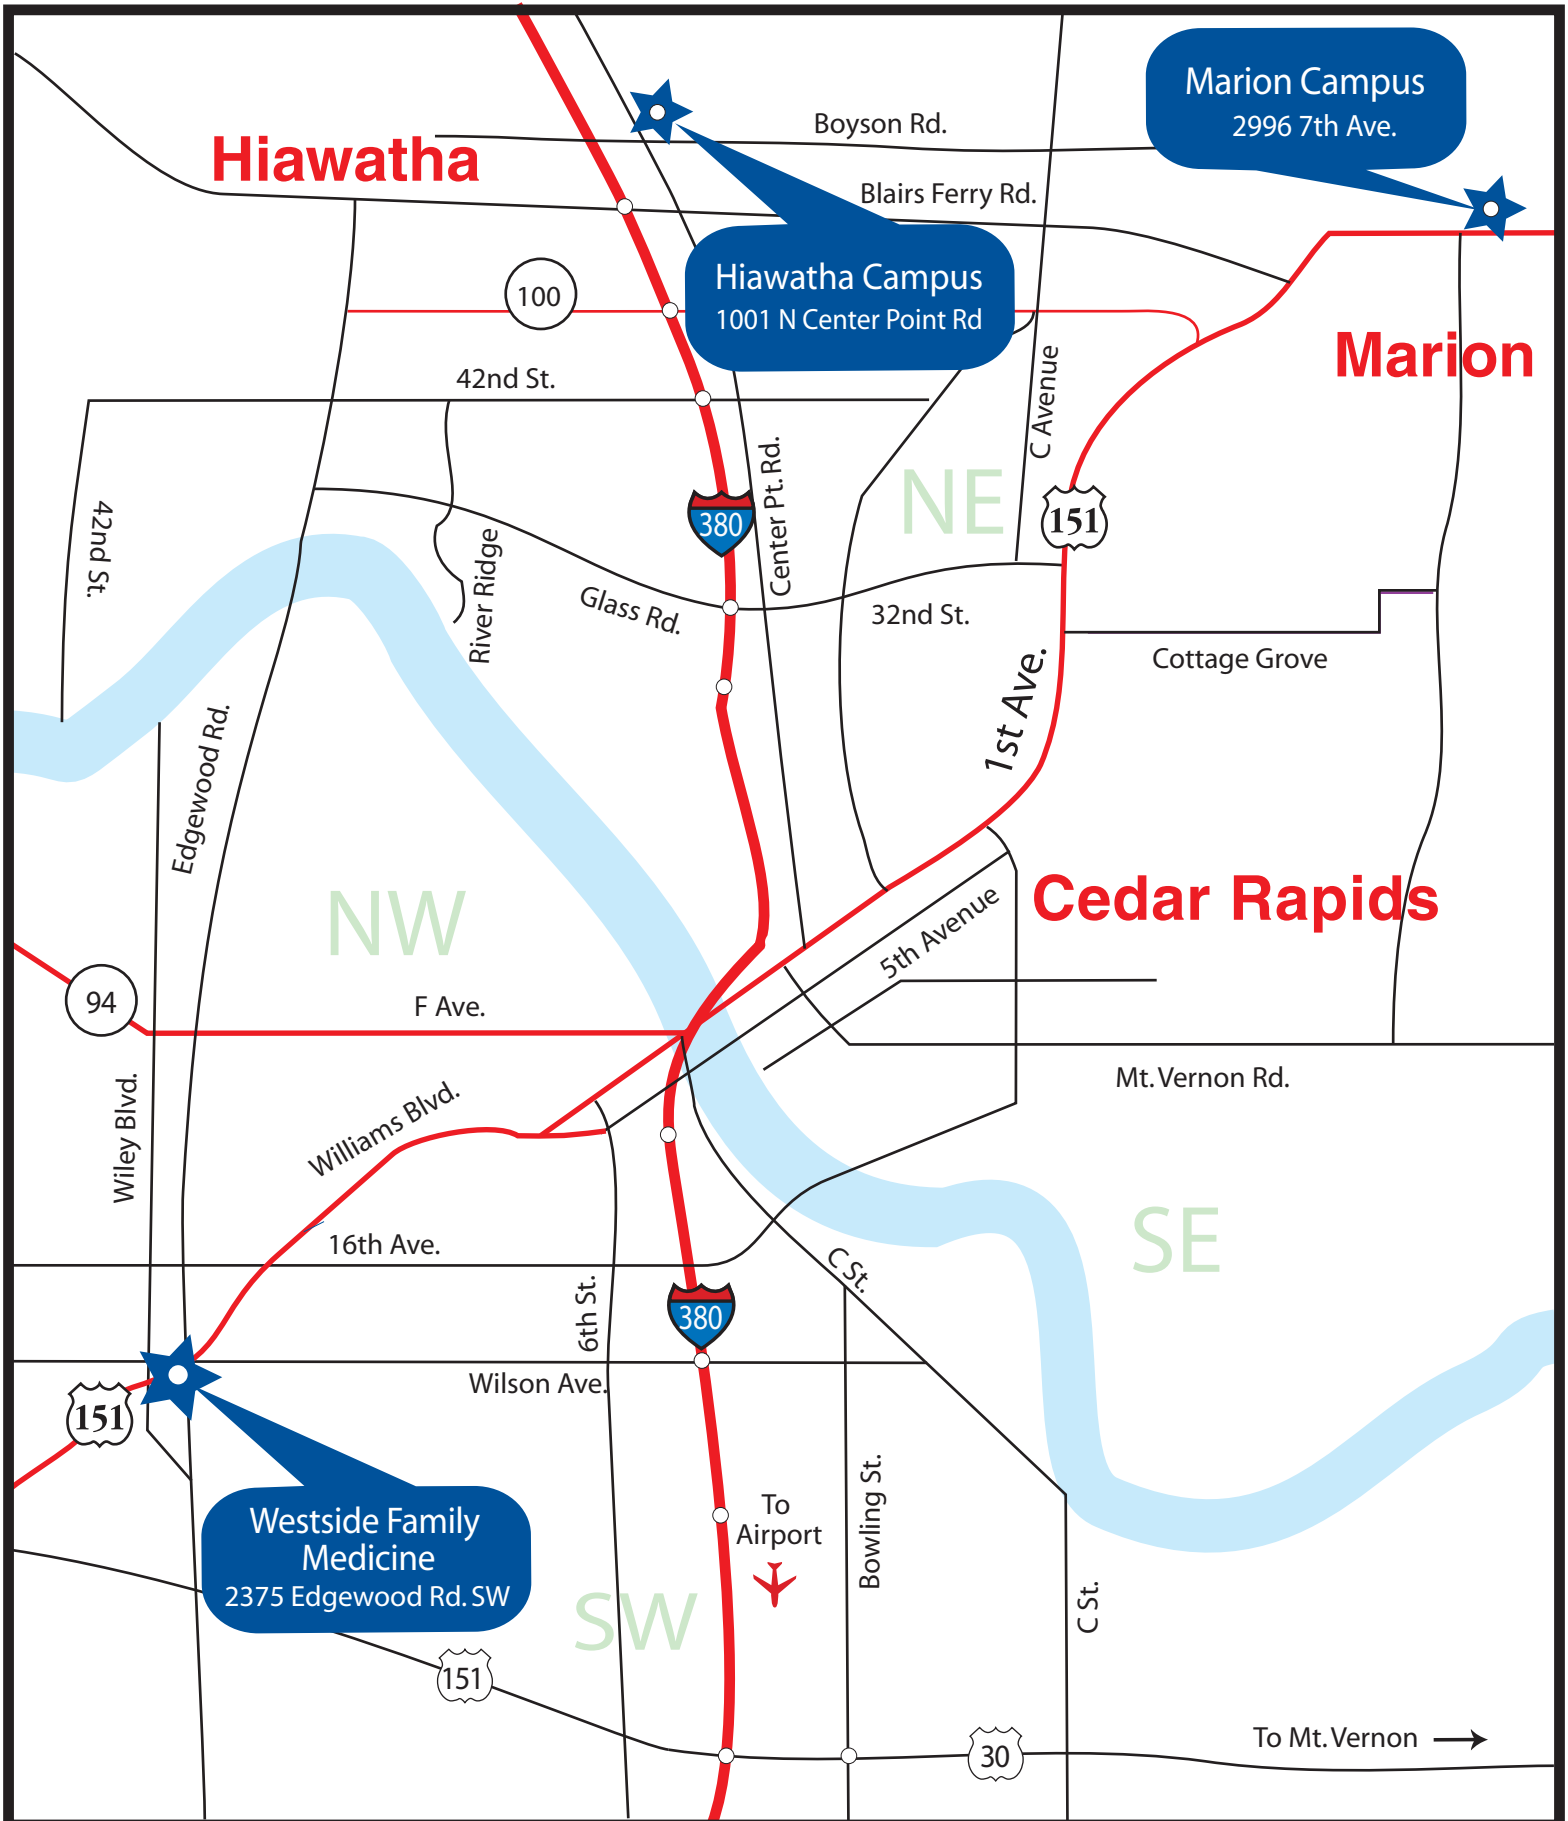 Marion Campus
2996 7th Ave.
Boyson Rd.
Hiawatha
Blairs Ferry Rd.
Hiawatha Campus
1001 N Center Point Rd
100
Marion
42nd St.
C Avenue
Center Pt. Rd.
NE
380
151
42nd St.
River Ridge
Glass Rd.
32nd St.
Cottage Grove
1st Ave.
Edgewood Rd.
NW
Cedar Rapids
5th Avenue
94
F Ave.
Mt. Vernon Rd.
Wiley Blvd.
Williams Blvd.
SE
16th Ave.
C St.
6th St.
380
Wilson Ave.
151
Westside Family
Medicine
2375 Edgewood Rd. SW
To
Airport
Bowling St.
C St.
SW
151
30
To Mt. Vernon